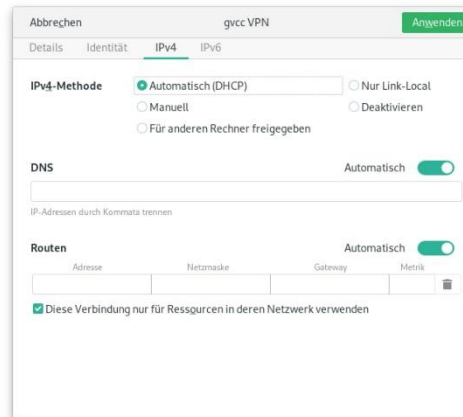 Abbrechen gvcc VPN Anwenden
Details Identität IPv4 IPv6
IPv4-Methode Automatisch (DHCP) Nur Link-Local
Manuell Deaktivieren
Für anderen Rechner freigegeben
DNS Automatisch
IP-Adressen durch Kommata trennen
Routen Automatisch
Adresse Netzmaske Gateway Metrik
Diese Verbindung nur für Ressourcen in deren Netzwerk verwenden